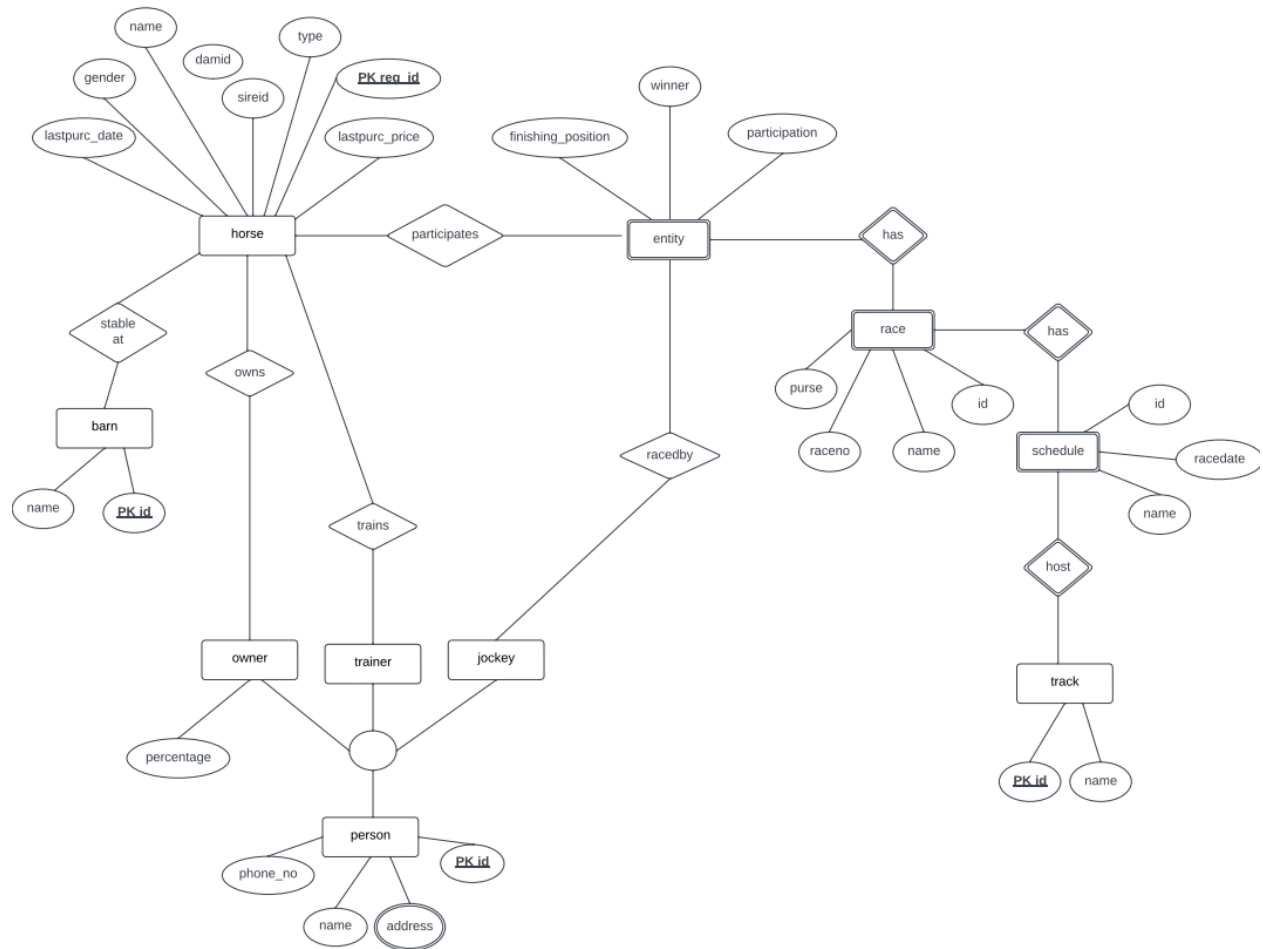 name
type
damid
gender
PK reg_id
sireid
winner
lastpurc_date
lastpurc_price
finishing_position
participation
horse
participates
entity
has
stable
at
race
has
owns
purse
id
id
barn
raceno
name
schedule
racedate
racedby
name
PK id
name
trains
host
owner
trainer
jockey
track
percentage
PK id
name
person
phone_no
PK id
name
address